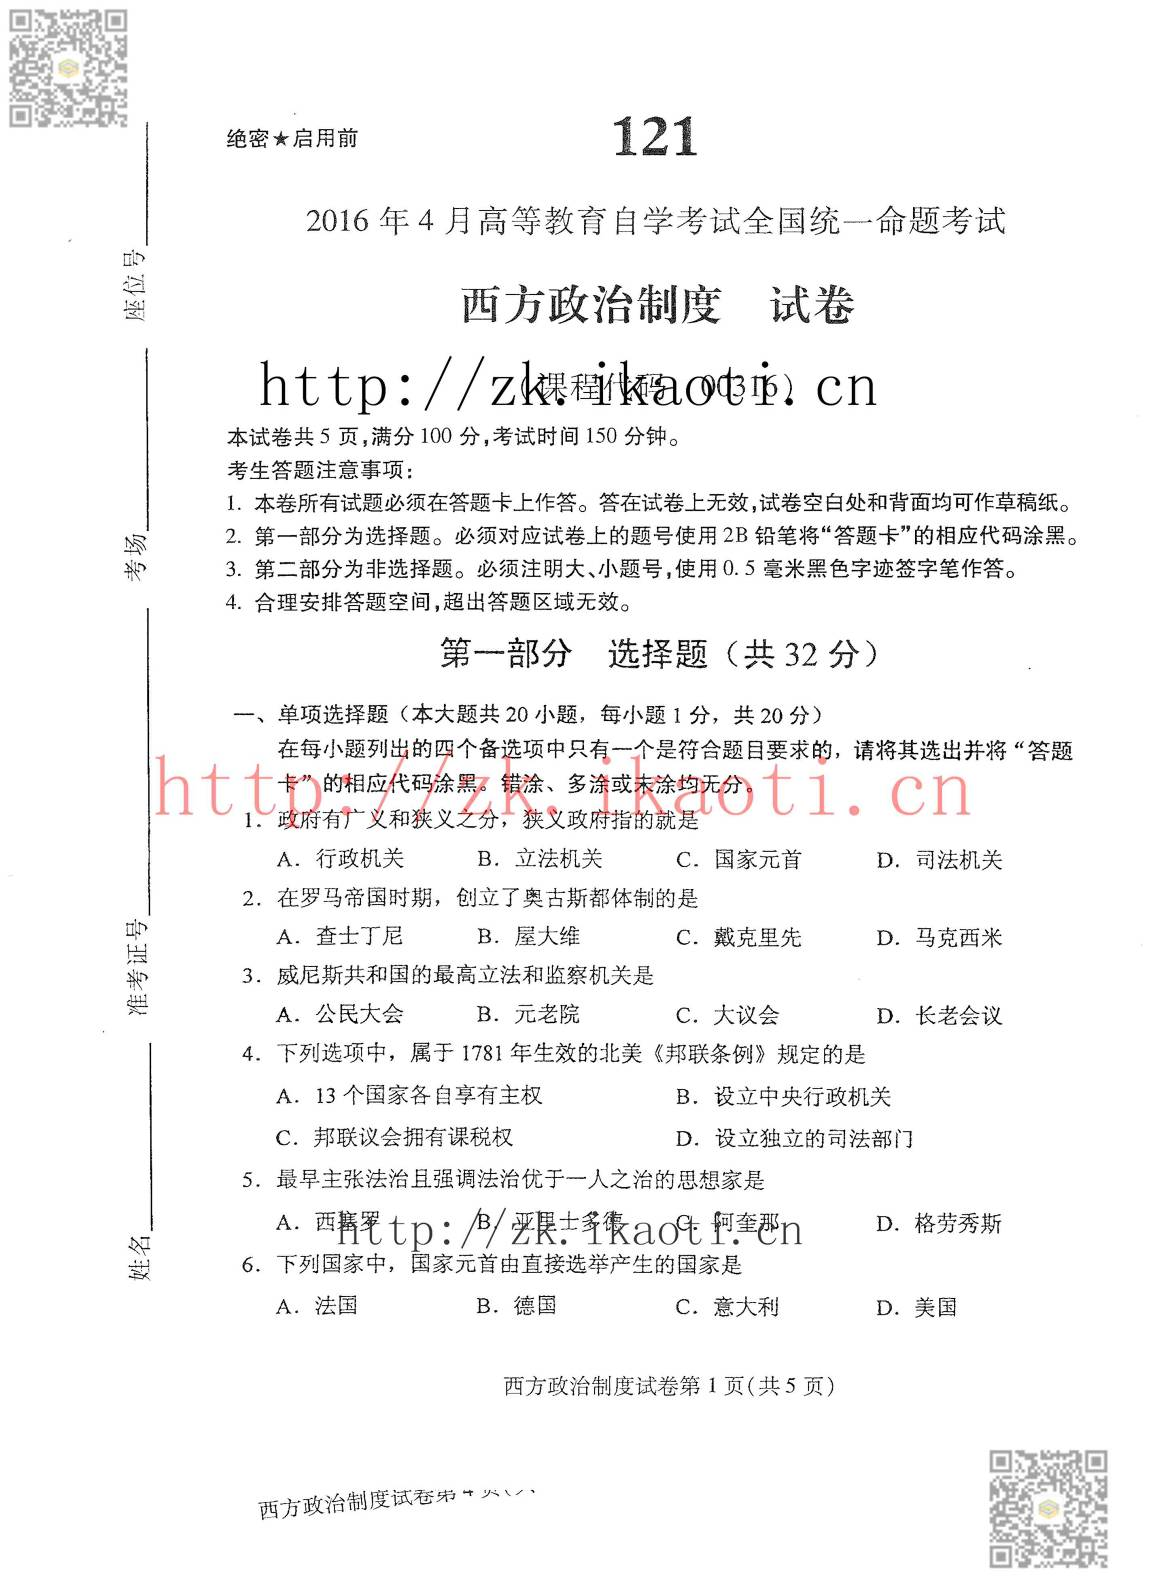 绝密★启用前
121
2016 年 4 月高等教育自学考试全国统一命题考试
西方政治制度 试卷
(课程代码 00316)
http://zk.ikaoti.cn
本试卷共 5 页,满分 100 分,考试时间 150 分钟。
考生答题注意事项:
1. 本卷所有试题必须在答题卡上作答。答在试卷上无效,试卷空白处和背面均可作草稿纸。
2. 第一部分为选择题。必须对应试卷上的题号使用 2B 铅笔将“答题卡”的相应代码涂黑。
3. 第二部分为非选择题。必须注明大、小题号,使用 0.5 毫米黑色字迹签字笔作答。
4. 合理安排答题空间,超出答题区域无效。
第一部分 选择题(共 32 分)
一、单项选择题(本大题共 20 小题,每小题 1 分,共 20 分)
在每小题列出的四个备选项中只有一个是符合题目要求的,请将其选出并将“答题
卡”的相应代码涂黑。错涂、多涂或未涂均无分。
http://zk.ikaoti.cn
1. 政府有广义和狭义之分,狭义政府指的就是
A. 行政机关 B. 立法机关 C. 国家元首 D. 司法机关
2. 在罗马帝国时期,创立了奥古斯都体制的是
A. 查士丁尼 B. 屋大维 C. 戴克里先 D. 马克西米
3. 威尼斯共和国的最高立法和监察机关是
A. 公民大会 B. 元老院 C. 大议会 D. 长老会议
4. 下列选项中,属于 1781 年生效的北美《邦联条例》规定的是
A. 13 个国家各自享有主权 B. 设立中央行政机关
C. 邦联议会拥有课税权 D. 设立独立的司法部门
5. 最早主张法治且强调法治优于一人之治的思想家是
A. 西塞罗 B. 亚里士多德 C. 阿奎那 D. 格劳秀斯
http://zk.ikaoti.cn
6. 下列国家中,国家元首由直接选举产生的国家是
A. 法国 B. 德国 C. 意大利 D. 美国
西方政治制度试卷第 1 页(共 5 页)
西方政治制度试卷第 4 页(
座位号
考场
准考证号
姓名